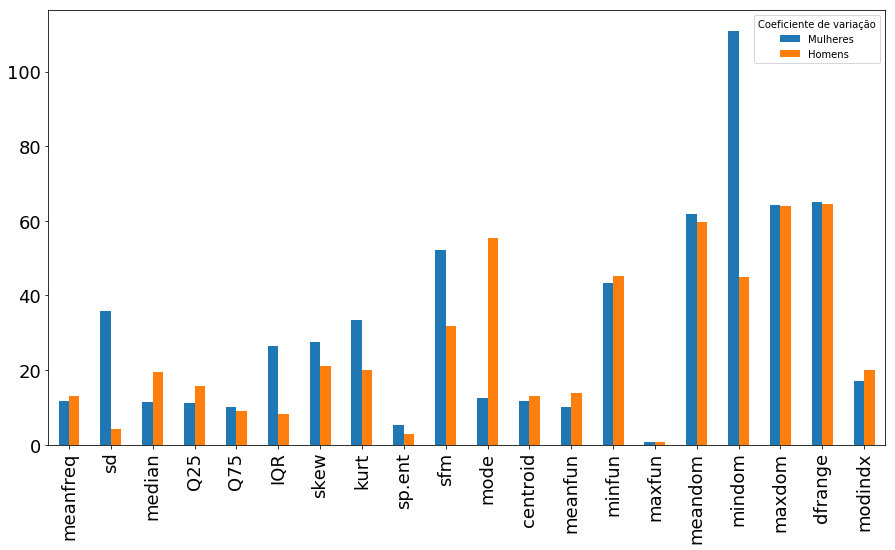 Coeficiente de variação
Mulheres
Homens
100
80
60
40
20
0
meanfreq
sd
median
Q25
Q75
IQR
skew
kurt
sp.ent
sfm
mode
centroid
meanfun
minfun
maxfun
meandom
mindom
maxdom
dfrange
modindx